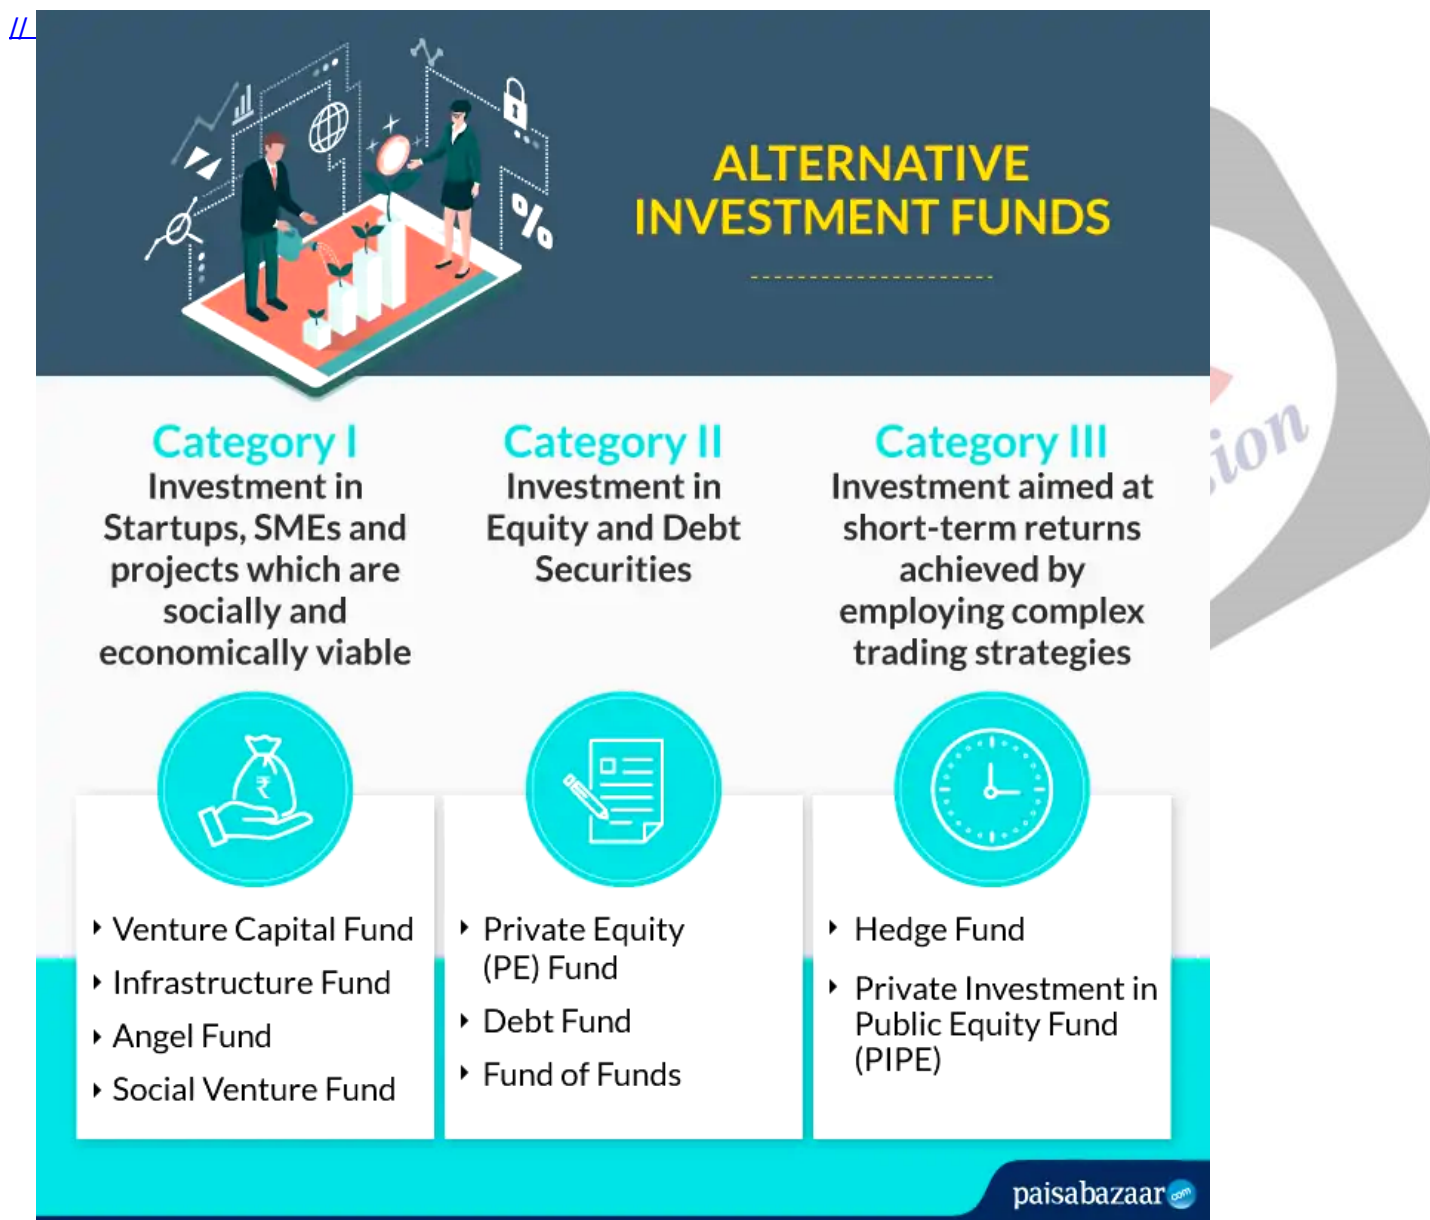 //
ALTERNATIVE
INVESTMENT FUNDS
%
Category I
Investment in
Startups, SMEs and
projects which are
socially and
economically viable
Category II
Investment in
Equity and Debt
Securities
Category III
Investment aimed at
short-term returns
achieved by
employing complex
trading strategies
₹
Venture Capital Fund
Infrastructure Fund
Angel Fund
Social Venture Fund
Private Equity
(PE) Fund
Debt Fund
Fund of Funds
Hedge Fund
Private Investment in
Public Equity Fund
(PIPE)
paisabazaar.com